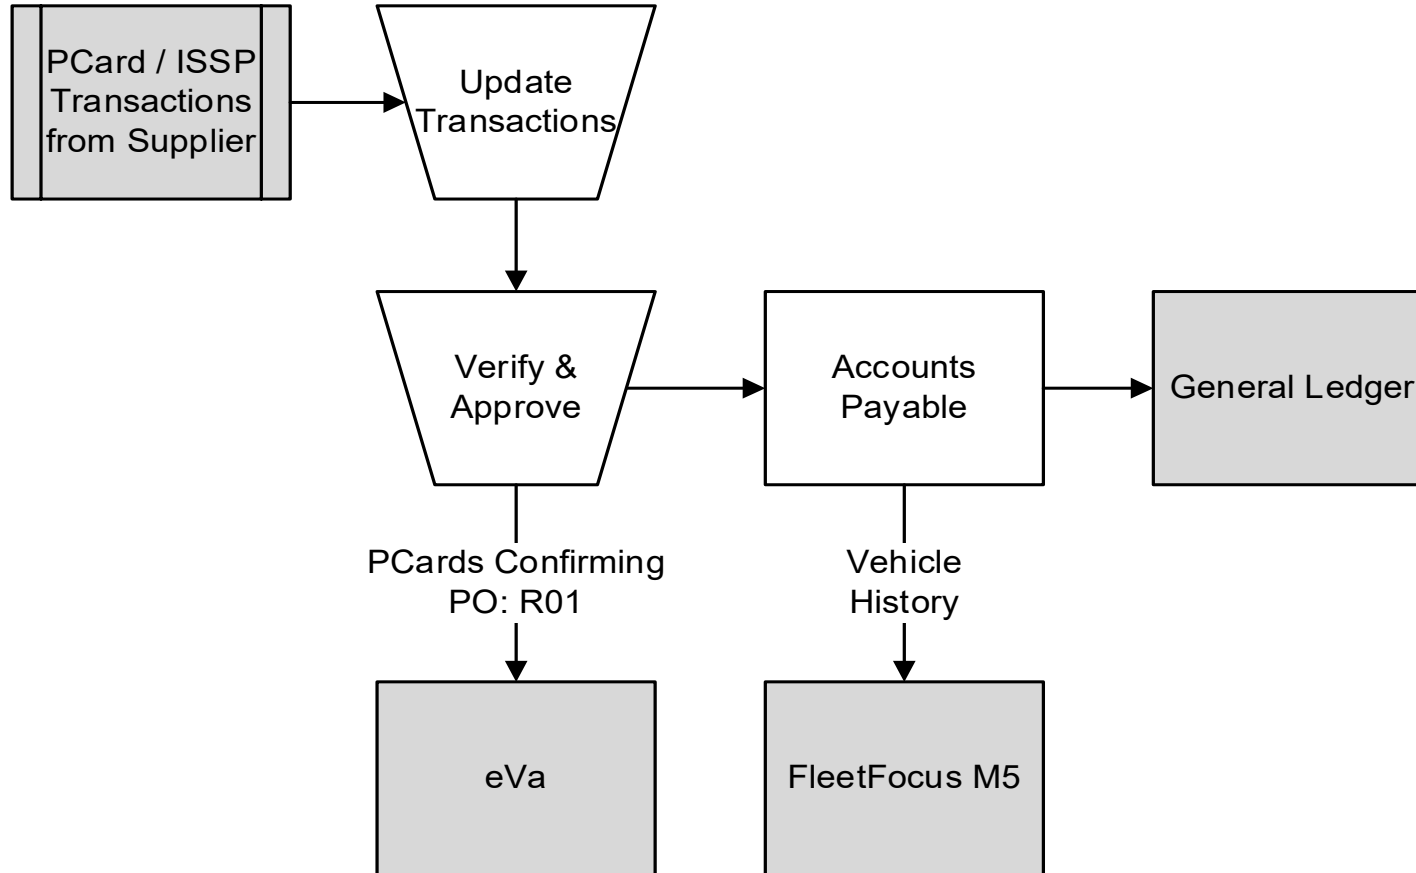 PCard / ISSP
Transactions
from Supplier
Update
Transactions
Verify &
Approve
Accounts
Payable
General Ledger
PCards Confirming
PO: R01
Vehicle
History
eVa
FleetFocus M5